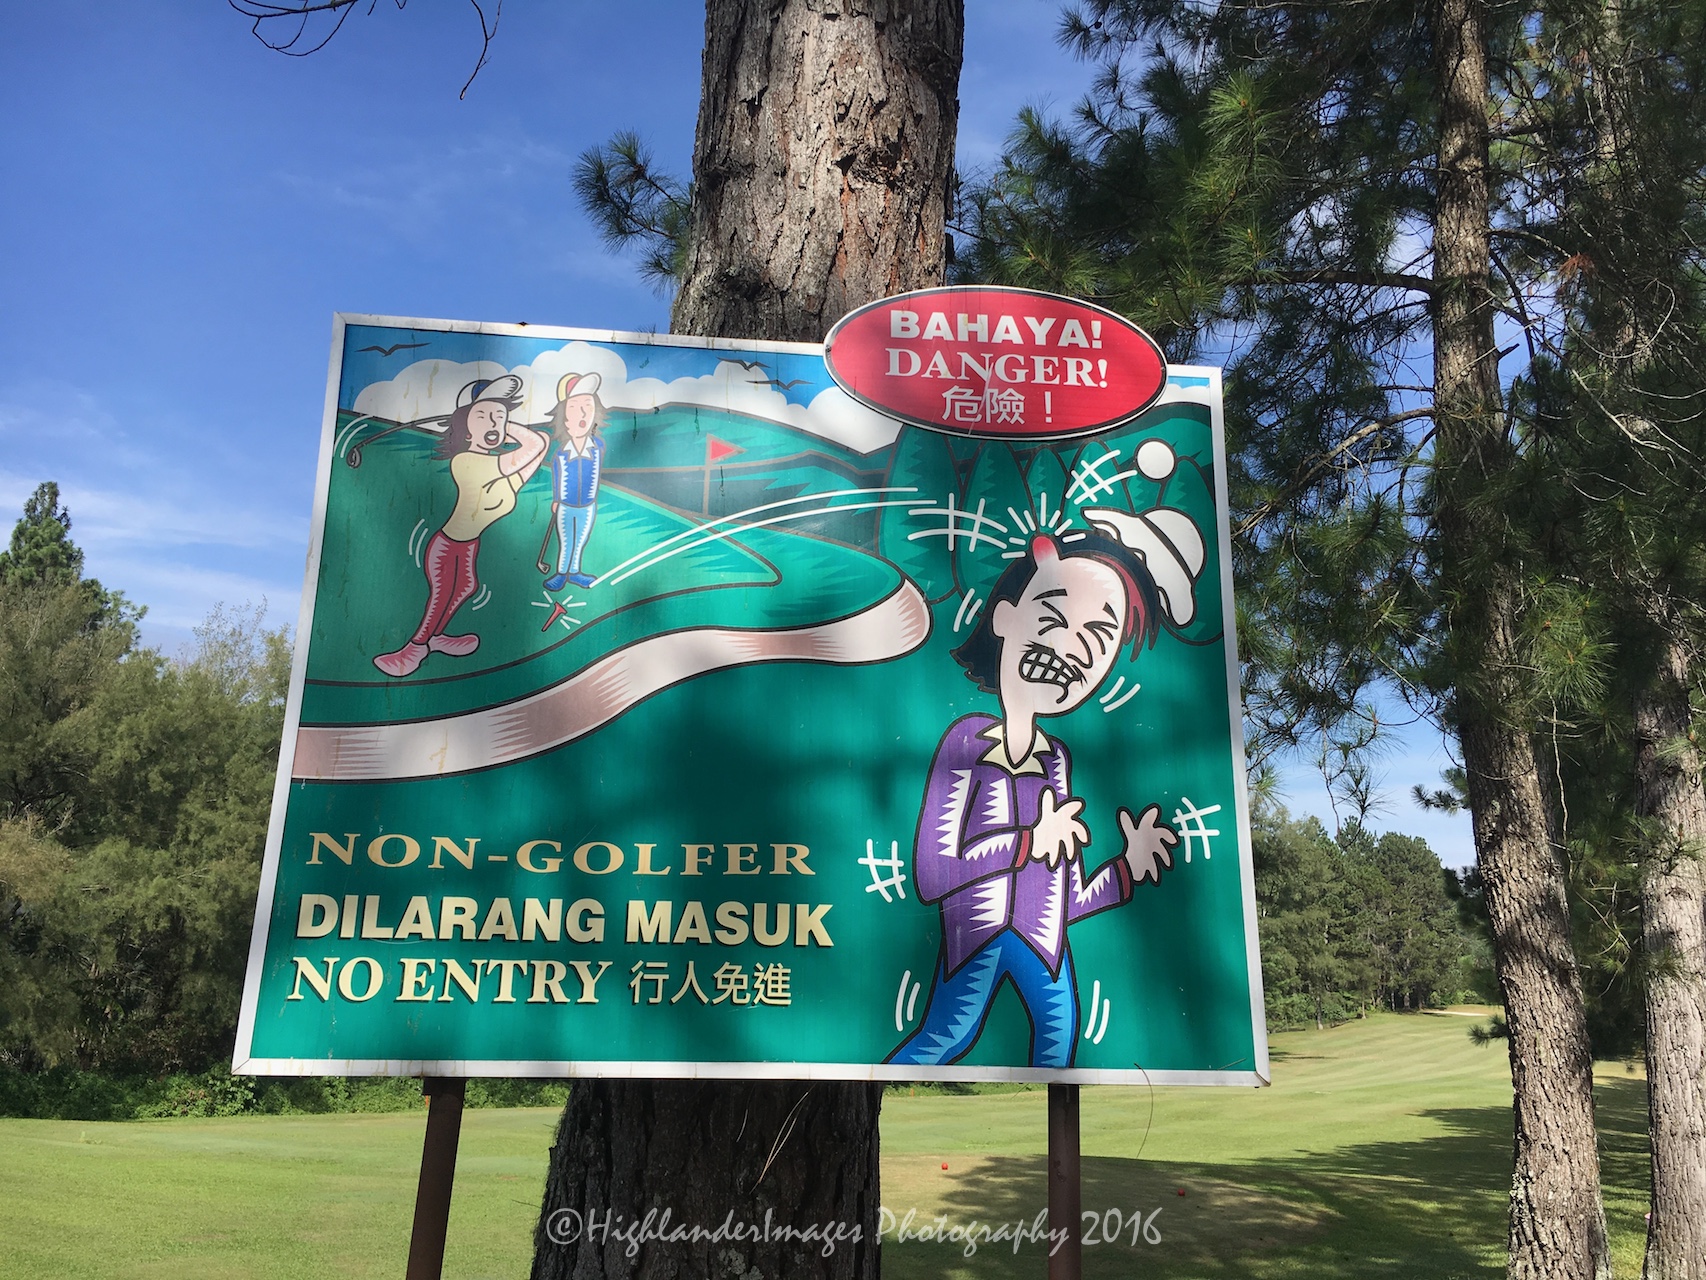 BAHAYA!
DANGER!
危險！
NON-GOLFER
DILARANG MASUK
NO ENTRY 行人免進
©HighlanderImages Photography 2016